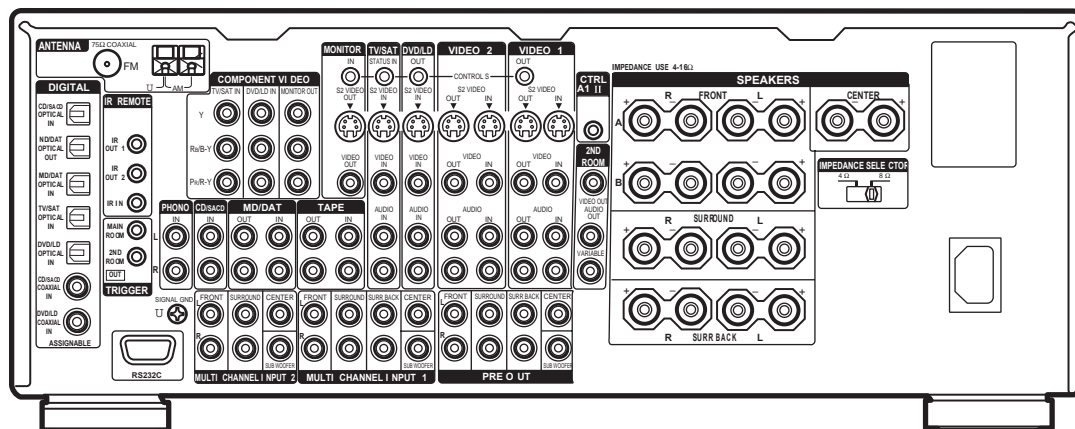 ANTENNA
75Ω COAXIAL
FM
AM
DIGITAL
CD/SACD
OPTICAL
IN
ND/DAT
OPTICAL
OUT
MD/DAT
OPTICAL
IN
TV/SAT
OPTICAL
IN
DVD/LD
OPTICAL
IN
CD/SACD
COAXIAL
IN
DVD/LD
COAXIAL
IN
ASSIGNABLE
IR REMOTE
IR
OUT 1
IR
OUT 2
IR IN
MAIN
ROOM
2ND
ROOM
OUT
TRIGGER
RS232C
SIGNAL GND
COMPONENT VI DEO
TV/SAT IN DVD/LD IN MONITOR OUT
Y
PB/B-Y
PR/R-Y
PHONO CD/SACD MD/DAT TAPE
IN IN OUT IN OUT IN
L
R
MONITOR TV/SAT DVD/LD VIDEO 2 VIDEO 1
IN STATUS IN OUT OUT
CONTROL S
S2 VIDEO
OUT
S2 VIDEO
IN
S2 VIDEO
IN
S2 VIDEO
OUT IN
S2 VIDEO
OUT IN
VIDEO
OUT
VIDEO
IN
VIDEO
IN
VIDEO
OUT IN
VIDEO
OUT IN
AUDIO
IN
AUDIO
IN
AUDIO
OUT IN
AUDIO
OUT IN
CTRL
A1 II
2ND
ROOM
VIDEO OUT
AUDIO
OUT
VARIABLE
FRONT SURROUND CENTER
L
R
SUB WOOFER
MULTI CHANNEL I NPUT 2
FRONT SURROUND SURR BACK CENTER
L
R
SUB WOOFER
MULTI CHANNEL I NPUT 1
FRONT SURROUND SURR BACK CENTER
L
R
SUB WOOFER
PRE O UT
IMPEDANCE USE 4-16Ω
SPEAKERS
R FRONT L
CENTER
+ − − +
A
B
R SURROUND L
R SURR BACK L
IMPEDANCE SELE CTOR
4 Ω 8 Ω